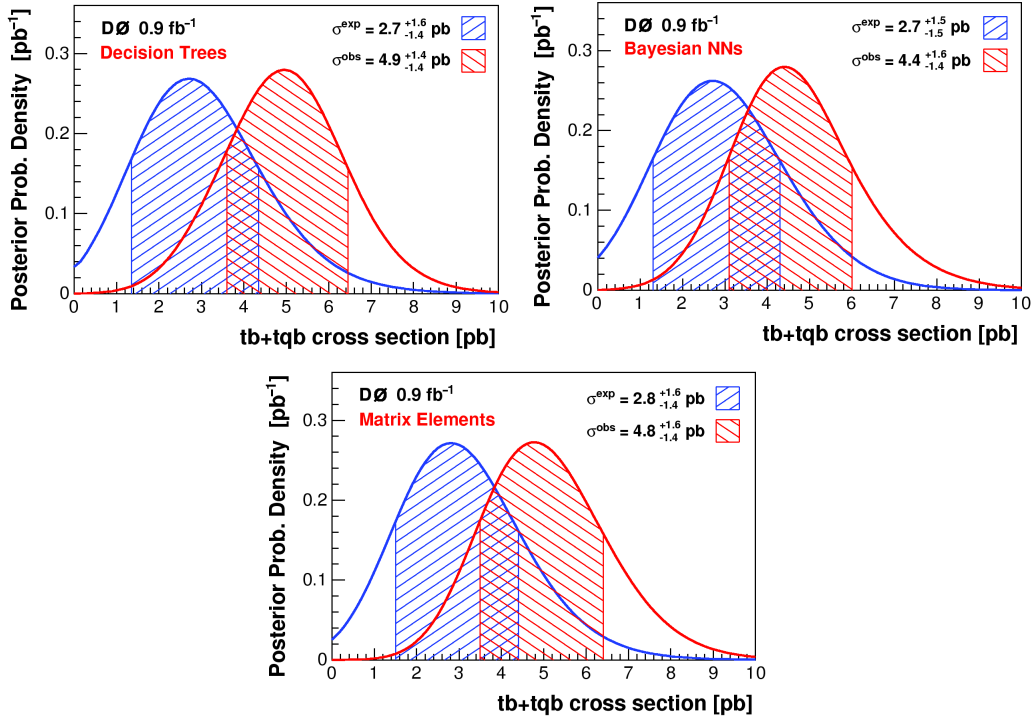 DØ 0.9 fb⁻¹
Decision Trees
σᵉˣᵖ = 2.7 +1.6 -1.4 pb
σᵒᵇˢ = 4.9 +1.4 -1.4 pb
Posterior Prob. Density [pb⁻¹]
0.3
0.2
0.1
0
0 1 2 3 4 5 6 7 8 9 10
tb+tqb cross section [pb]
DØ 0.9 fb⁻¹
Bayesian NNs
σᵉˣᵖ = 2.7 +1.5 -1.5 pb
σᵒᵇˢ = 4.4 +1.6 -1.4 pb
Posterior Prob. Density [pb⁻¹]
0.3
0.2
0.1
0
0 1 2 3 4 5 6 7 8 9 10
tb+tqb cross section [pb]
DØ 0.9 fb⁻¹
Matrix Elements
σᵉˣᵖ = 2.8 +1.6 -1.4 pb
σᵒᵇˢ = 4.8 +1.6 -1.4 pb
Posterior Prob. Density [pb⁻¹]
0.3
0.2
0.1
0
0 1 2 3 4 5 6 7 8 9 10
tb+tqb cross section [pb]